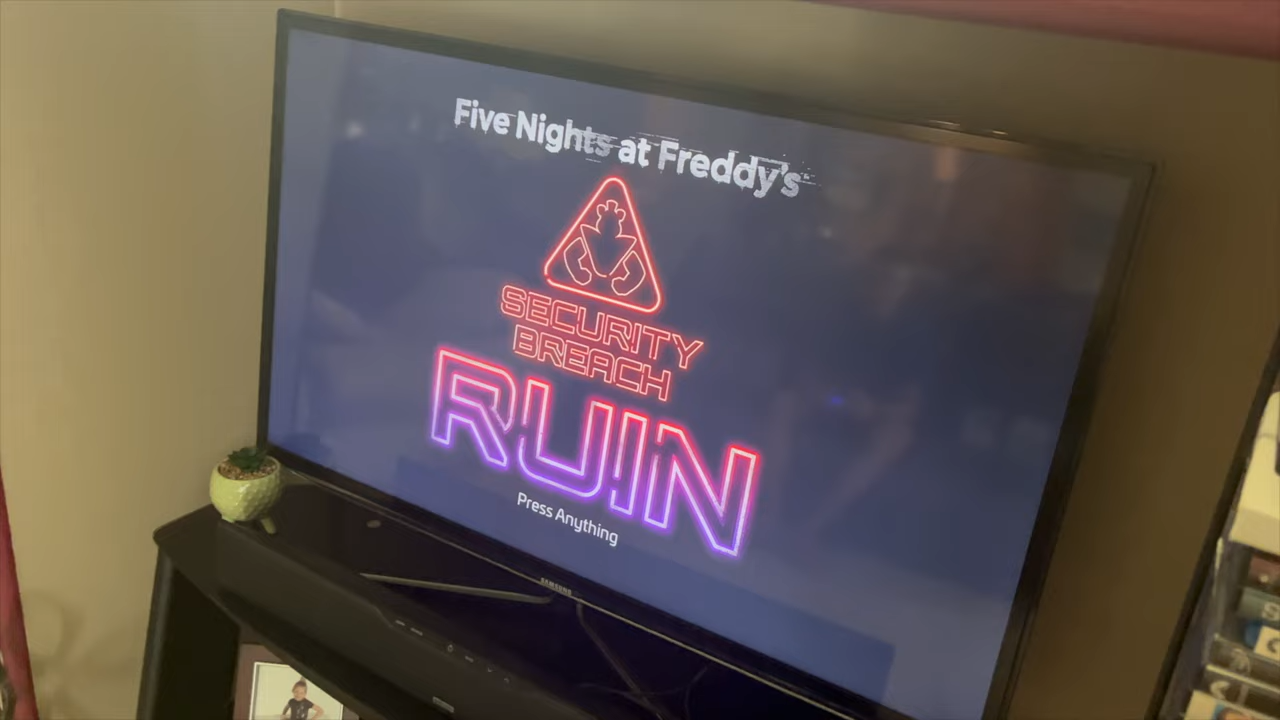 Five Nights at Freddy's
SECURITY
BREACH
RUIN
Press Anything
SAMSUNG